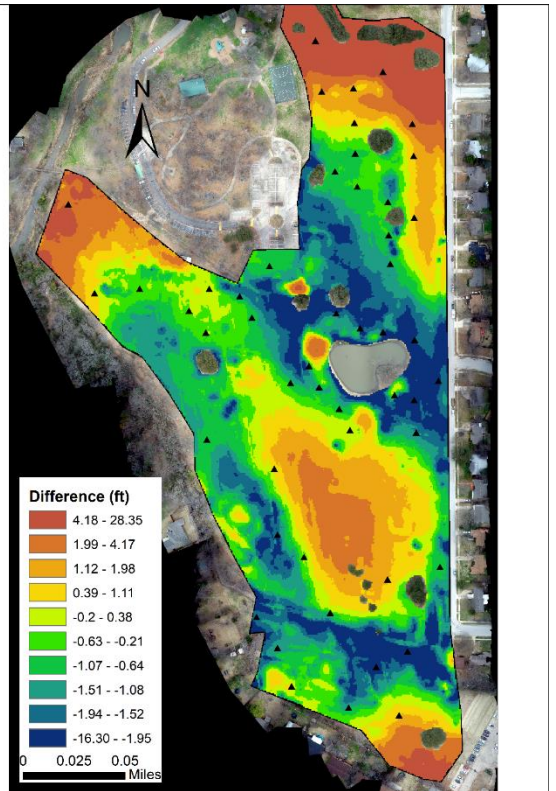 N
Difference (ft)
4.18 - 28.35
1.99 - 4.17
1.12 - 1.98
0.39 - 1.11
-0.2 - 0.38
-0.63 - -0.21
-1.07 - -0.64
-1.51 - -1.08
-1.94 - -1.52
-16.30 - -1.95
0 0.025 0.05
Miles